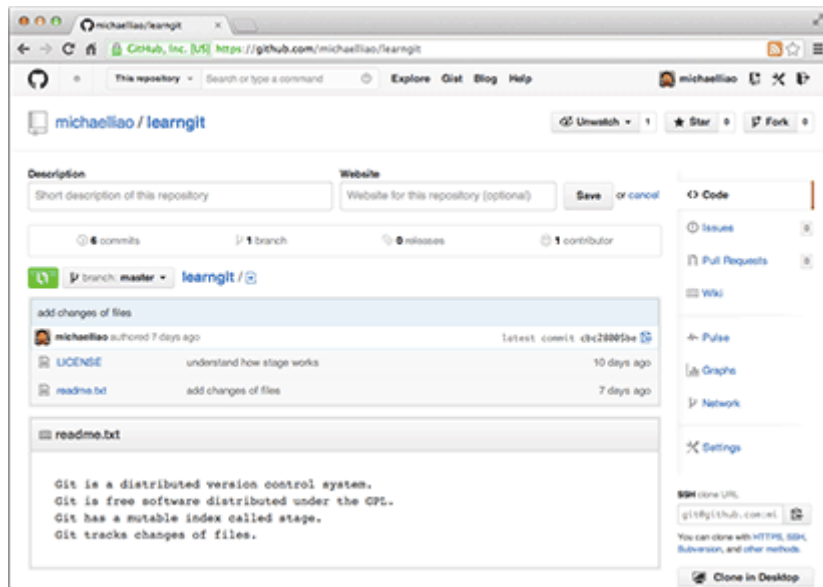 michaelliao/learngit
GitHub, Inc. [US] https://github.com/michaelliao/learngit
This repository Search or type a command Explore Gist Blog Help michaelliao
michaelliao / learngit Unwatch 1 Star 0 Fork 0
Description Website
Short description of this repository Website for this repository (optional) Save or cancel
6 commits 1 branch 0 releases 1 contributor
branch: master learngit /
add changes of files
michaelliao authored 7 days ago latest commit cbc28005be
LICENSE understand how stage works 10 days ago
readme.txt add changes of files 7 days ago
readme.txt
Git is a distributed version control system.
Git is free software distributed under the GPL.
Git has a mutable index called stage.
Git tracks changes of files.
Code
Issues 0
Pull Requests 0
Wiki
Pulse
Graphs
Network
Settings
SSH clone URL
git@github.com:mi
You can clone with HTTPS, SSH,
Subversion, and other methods.
Clone in Desktop